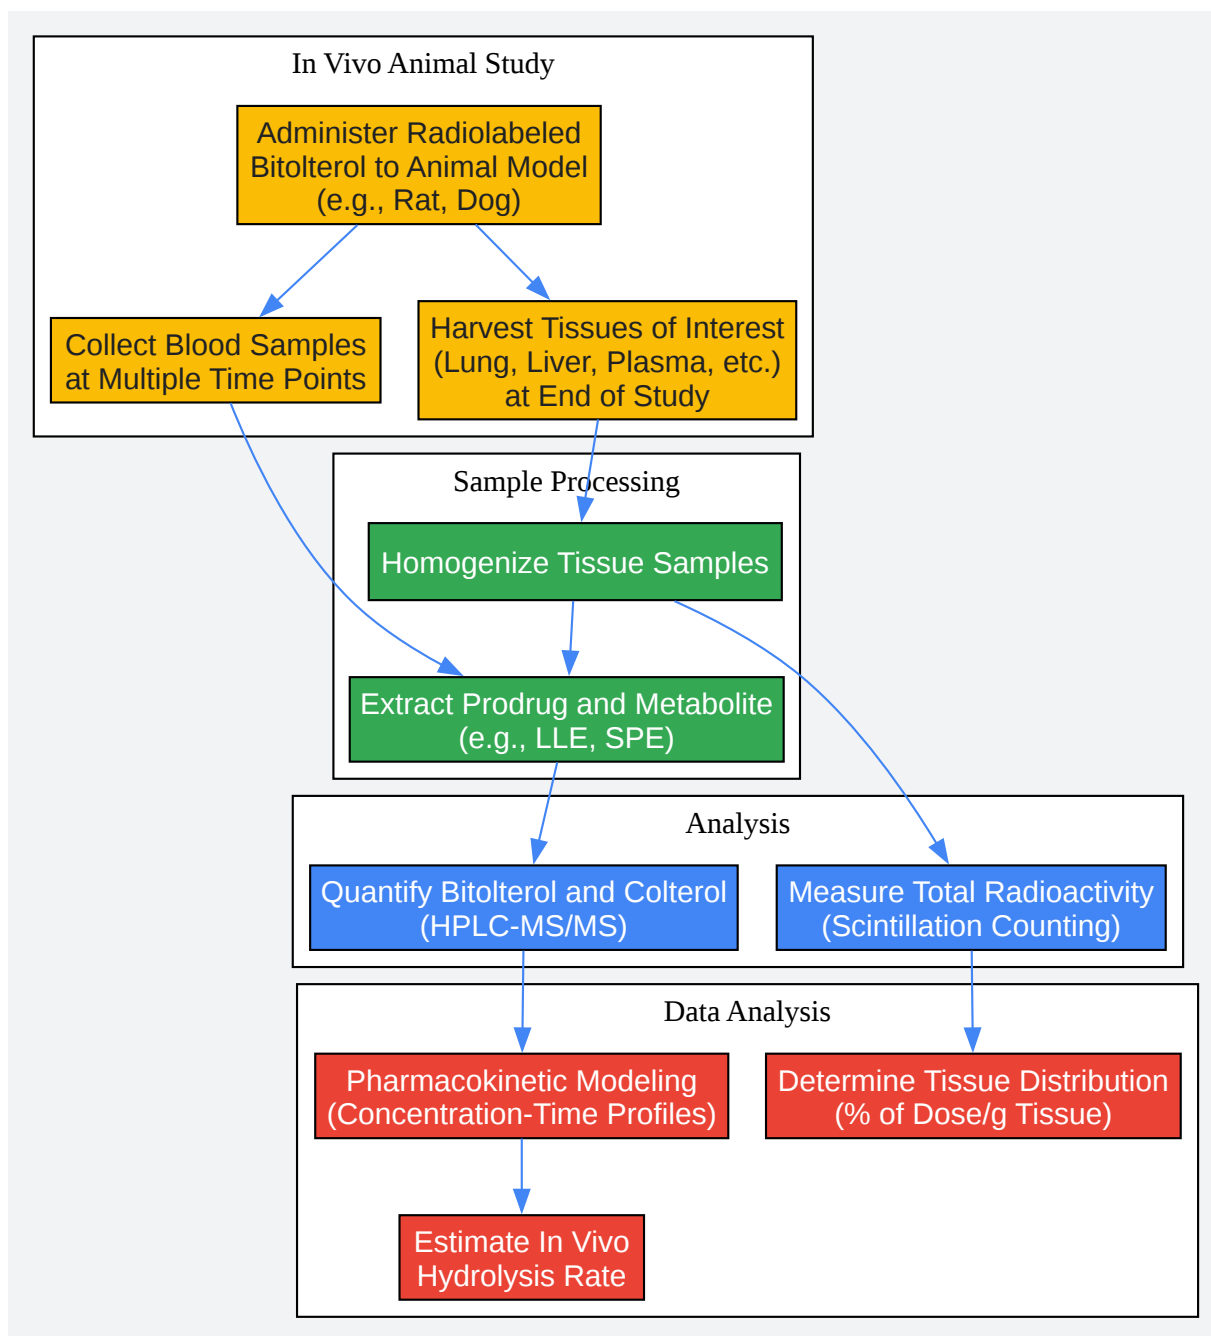 In Vivo Animal Study
Administer Radiolabeled
Bitolterol to Animal Model
(e.g., Rat, Dog)
Collect Blood Samples
at Multiple Time Points
Harvest Tissues of Interest
(Lung, Liver, Plasma, etc.)
at End of Study
Sample Processing
Homogenize Tissue Samples
Extract Prodrug and Metabolite
(e.g., LLE, SPE)
Analysis
Quantify Bitolterol and Colterol
(HPLC-MS/MS)
Measure Total Radioactivity
(Scintillation Counting)
Data Analysis
Pharmacokinetic Modeling
(Concentration-Time Profiles)
Determine Tissue Distribution
(% of Dose/g Tissue)
Estimate In Vivo
Hydrolysis Rate